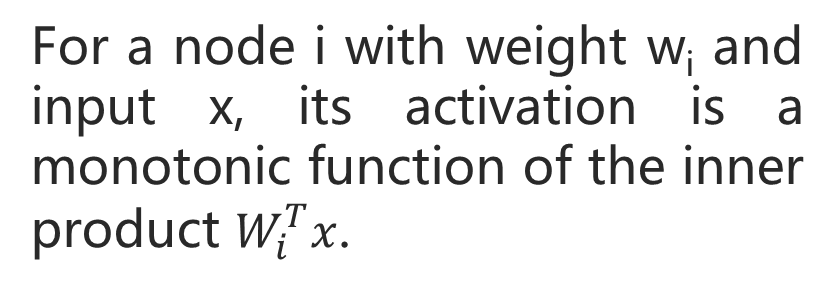 For a node i with weight wᵢ and
input x, its activation is a
monotonic function of the inner
product Wᵢᵀx.